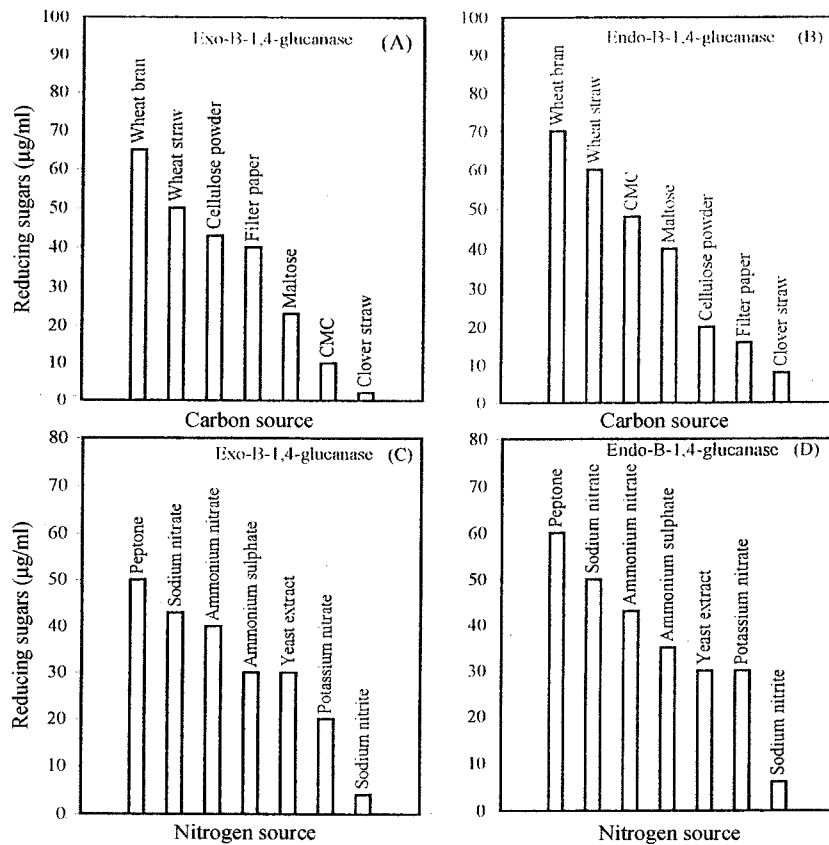 Exo-B-1,4-glucanase (A)
Reducing sugars (µg/ml)
100
90
80
70
60
50
40
30
20
10
0
Wheat bran
Wheat straw
Cellulose powder
Filter paper
Maltose
CMC
Clover straw
Carbon source
Endo-B-1,4-glucanase (B)
100
90
80
70
60
50
40
30
20
10
0
Wheat bran
Wheat straw
CMC
Maltose
Cellulose powder
Filter paper
Clover straw
Carbon source
Exo-B-1,4-glucanase (C)
Reducing sugars (µg/ml)
80
70
60
50
40
30
20
10
0
Peptone
Sodium nitrate
Ammonium nitrate
Ammonium sulphate
Yeast extract
Potassium nitrate
Sodium nitrite
Nitrogen source
Endo-B-1,4-glucanase (D)
80
70
60
50
40
30
20
10
0
Peptone
Sodium nitrate
Ammonium nitrate
Ammonium sulphate
Yeast extract
Potassium nitrate
Sodium nitrite
Nitrogen source